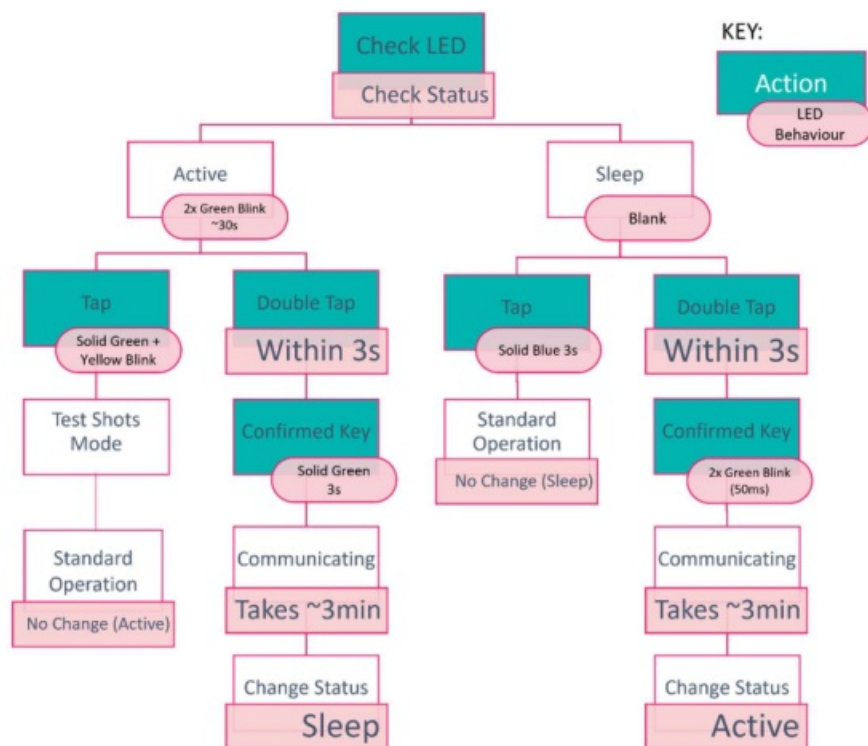 Check LED
Check Status
KEY:
Action
LED
Behaviour
Active
2x Green Blink
~30s
Sleep
Blank
Tap
Solid Green +
Yellow Blink
Double Tap
Within 3s
Tap
Solid Blue 3s
Double Tap
Within 3s
Test Shots
Mode
Confirmed Key
Solid Green
3s
Standard
Operation
No Change (Sleep)
Confirmed Key
2x Green Blink
(50ms)
Standard
Operation
No Change (Active)
Communicating
Takes ~3min
Communicating
Takes ~3min
Change Status
Sleep
Change Status
Active